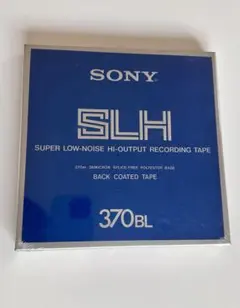 SONY
SLH
SUPER LOW-NOISE HI-OUTPUT RECORDING TAPE
BACK COATED TAPE
370BL